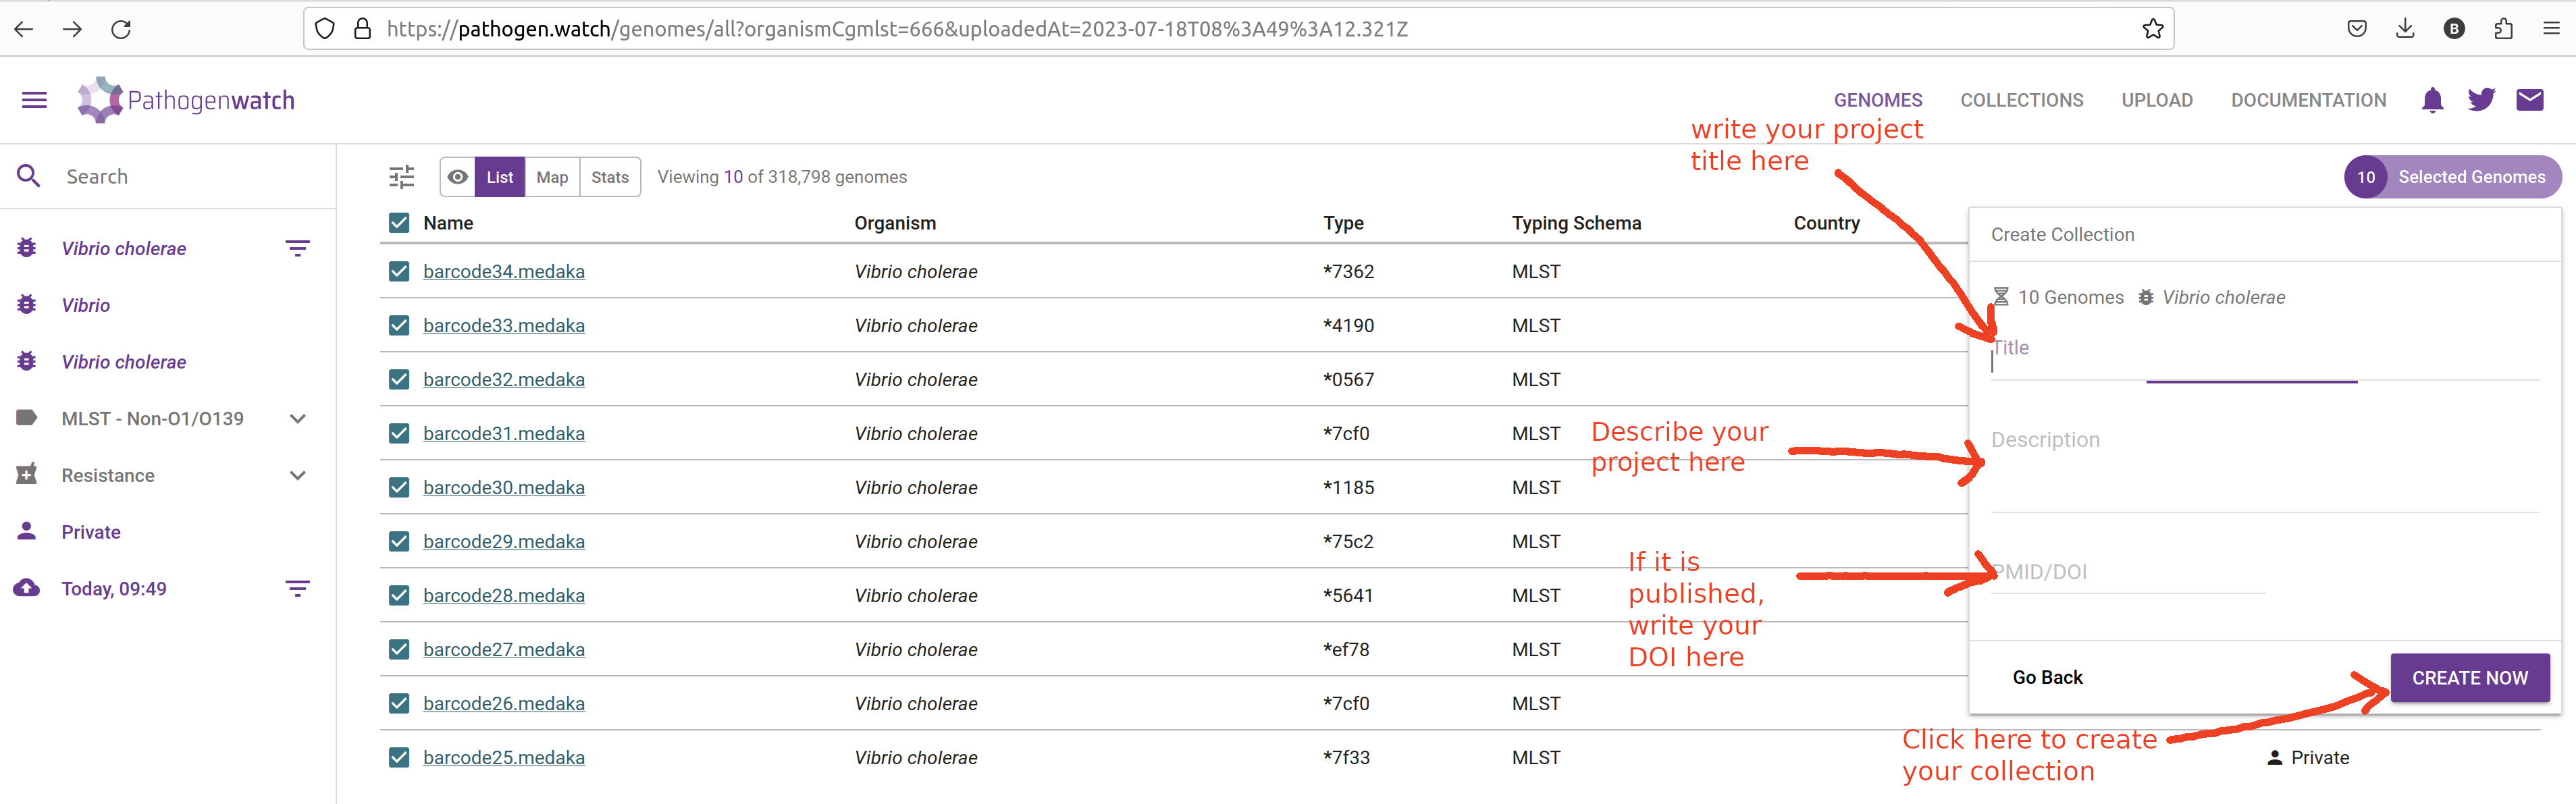 https://pathogen.watch/genomes/all?organismCgmlst=666&uploadedAt=2023-07-18T08%3A49%3A12.321Z
B
Pathogenwatch
GENOMES COLLECTIONS UPLOAD DOCUMENTATION
write your project
title here
Search
List Map Stats Viewing 10 of 318,798 genomes
10 Selected Genomes
Name Organism Type Typing Schema Country
Vibrio cholerae
Vibrio
Vibrio cholerae
MLST - Non-O1/O139
Resistance
Private
Today, 09:49
barcode34.medaka Vibrio cholerae *7362 MLST
barcode33.medaka Vibrio cholerae *4190 MLST
barcode32.medaka Vibrio cholerae *0567 MLST
barcode31.medaka Vibrio cholerae *7cf0 MLST
barcode30.medaka Vibrio cholerae *1185 MLST
barcode29.medaka Vibrio cholerae *75c2 MLST
barcode28.medaka Vibrio cholerae *5641 MLST
barcode27.medaka Vibrio cholerae *ef78 MLST
barcode26.medaka Vibrio cholerae *7cf0 MLST
barcode25.medaka Vibrio cholerae *7f33 MLST Private
Create Collection
10 Genomes Vibrio cholerae
Title
Describe your
project here
Description
If it is
published,
write your
DOI here
PMID/DOI
Go Back CREATE NOW
Click here to create
your collection